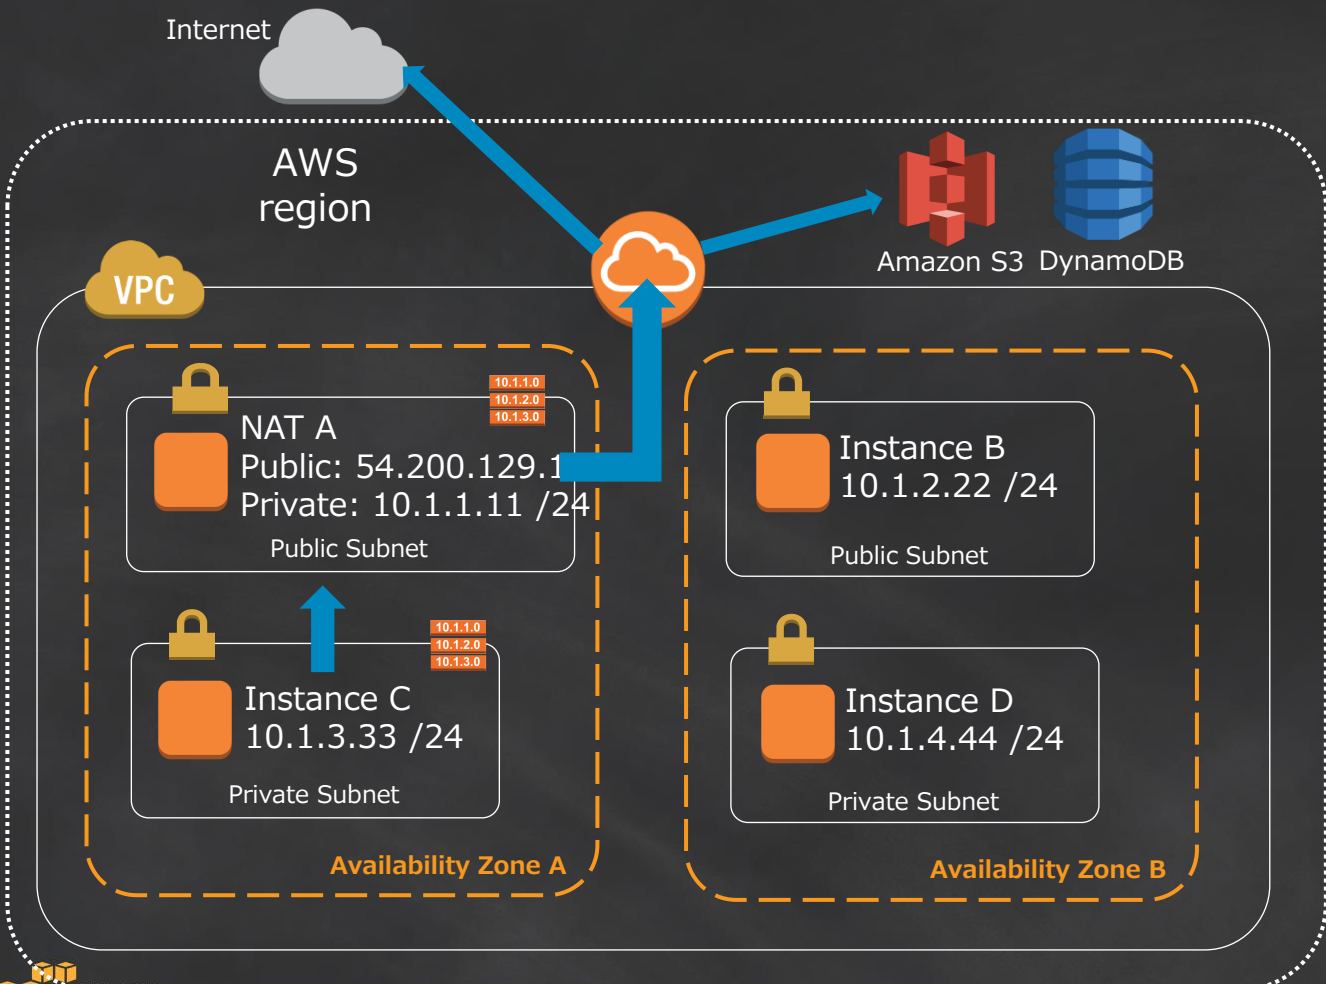 Internet
AWS
region
Amazon S3
DynamoDB
VPC
10.1.1.0
10.1.2.0
10.1.3.0
NAT A
Public: 54.200.129.1
Private: 10.1.1.11 /24
Public Subnet
Instance B
10.1.2.22 /24
Public Subnet
10.1.1.0
10.1.2.0
10.1.3.0
Instance C
10.1.3.33 /24
Private Subnet
Instance D
10.1.4.44 /24
Private Subnet
Availability Zone A
Availability Zone B